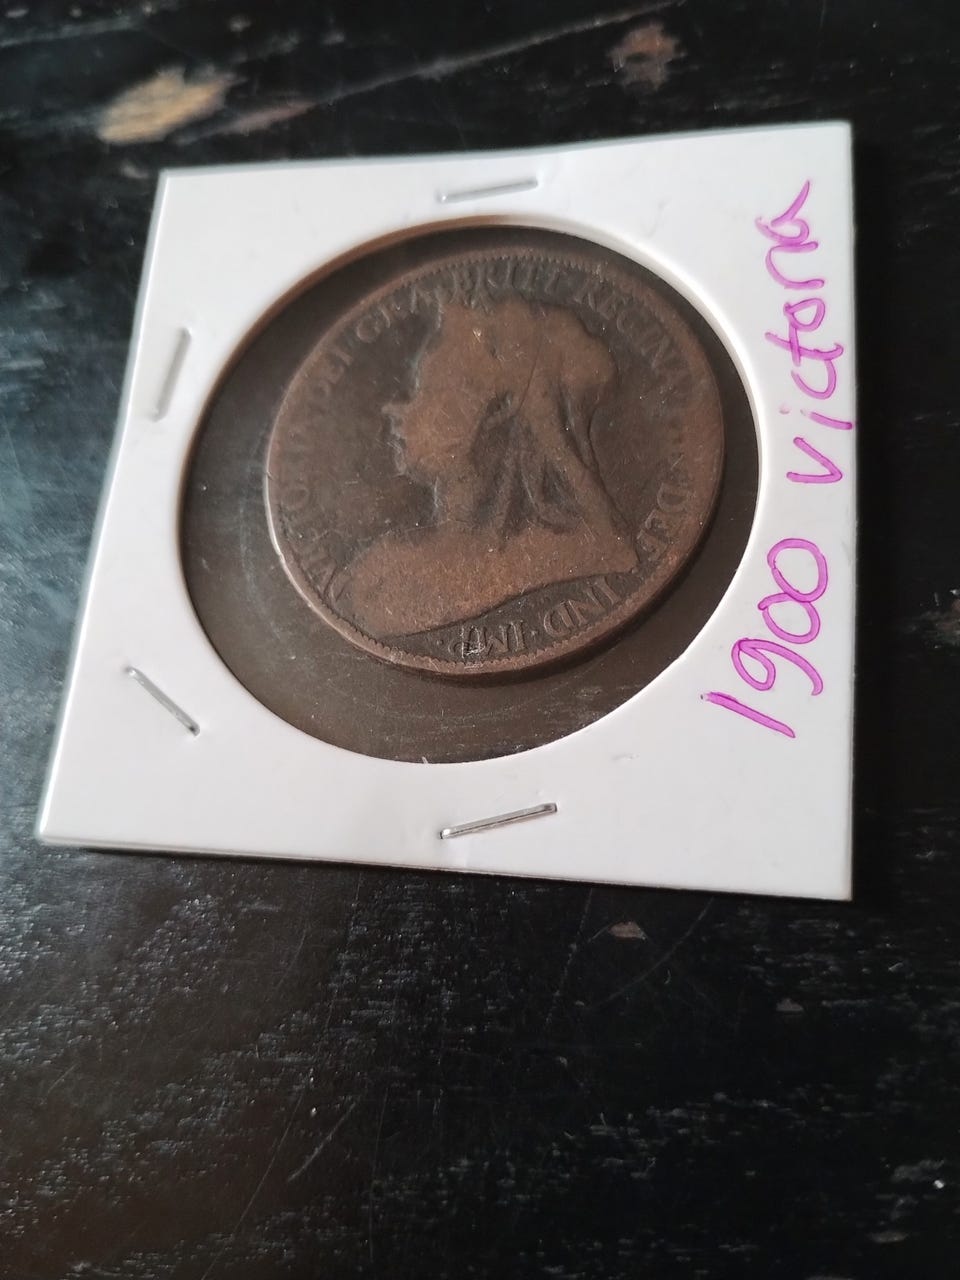 1900 Victoria
VICTORIA·DEI·GRA·BRITT·REGINA·FID·DEF·IND·IMP·